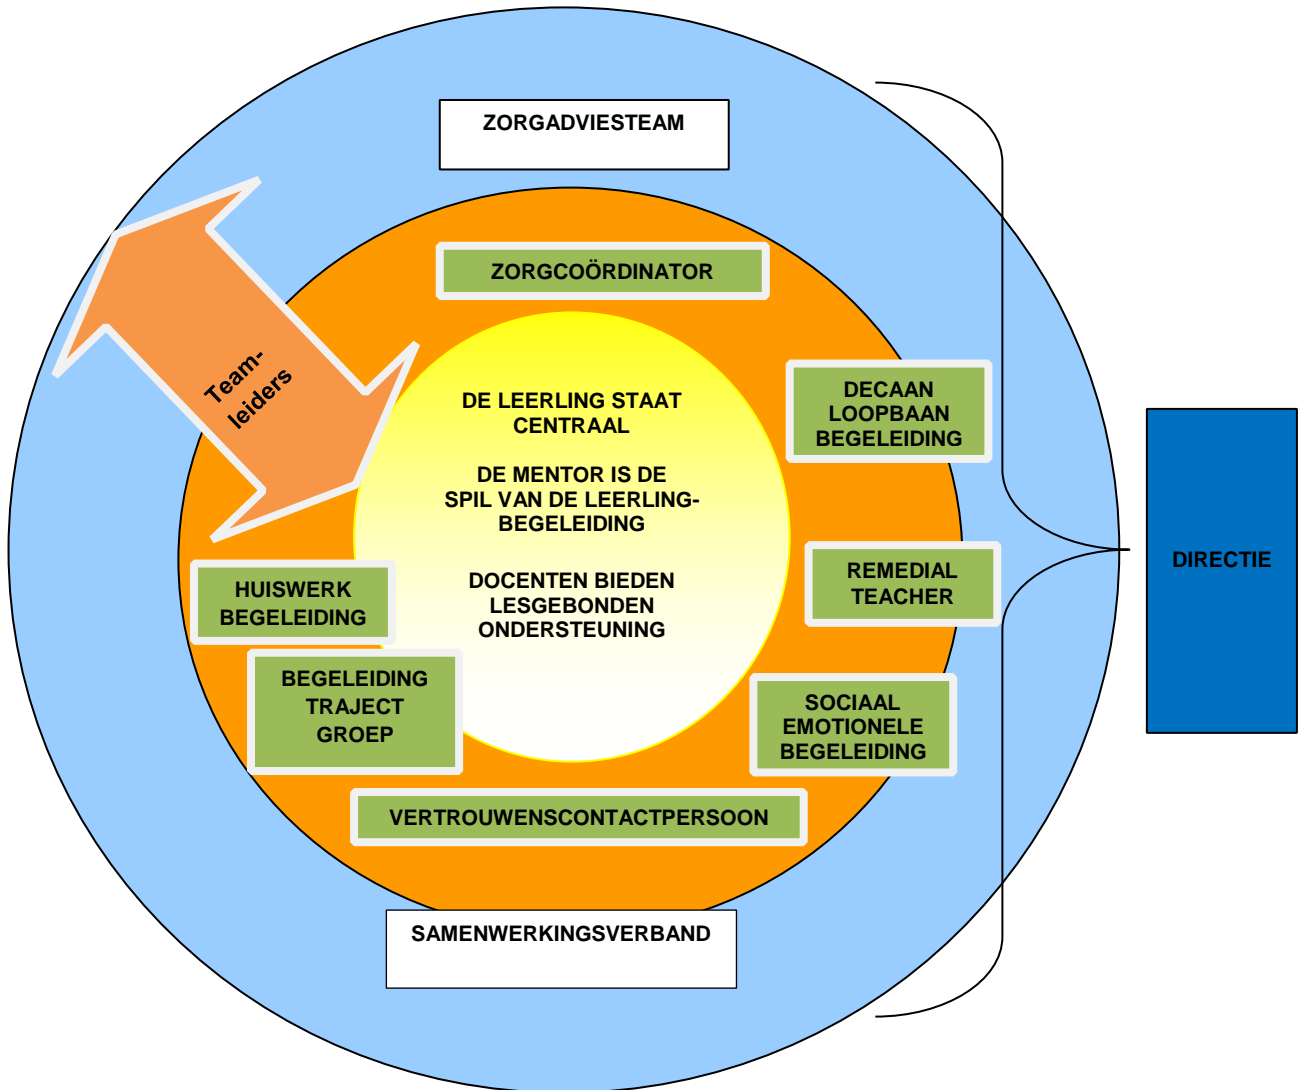 ZORGADVIESTEAM
ZORGCOÖRDINATOR
Team-
leiders
DE LEERLING STAAT
CENTRAAL
DE MENTOR IS DE
SPIL VAN DE LEERLING-
BEGELEIDING
DOCENTEN BIEDEN
LESGEBONDEN
ONDERSTEUNING
DECAAN
LOOPBAAN
BEGELEIDING
REMEDIAL
TEACHER
DIRECTIE
HUISWERK
BEGELEIDING
BEGELEIDING
TRAJECT
GROEP
SOCIAAL
EMOTIONELE
BEGELEIDING
VERTROUWENSCONTACTPERSOON
SAMENWERKINGSVERBAND